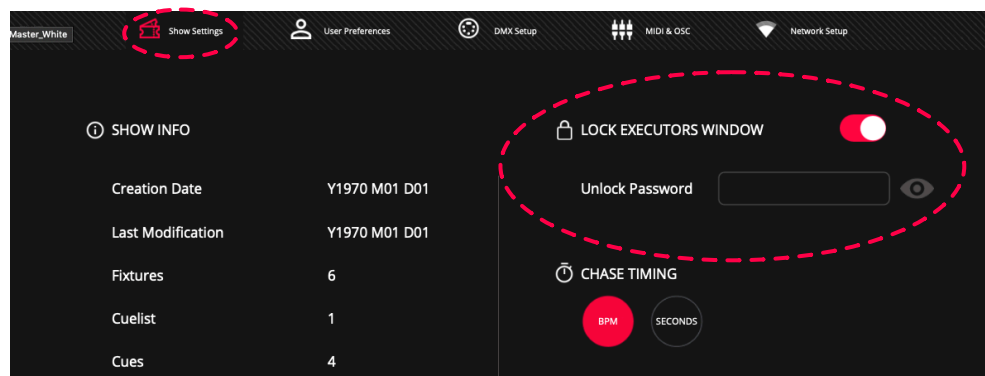 Master_White
Show Settings
User Preferences
DMX Setup
MIDI & OSC
Network Setup
SHOW INFO
Creation Date Y1970 M01 D01
Last Modification Y1970 M01 D01
Fixtures 6
Cuelist 1
Cues 4
LOCK EXECUTORS WINDOW
Unlock Password
CHASE TIMING
BPM
SECONDS